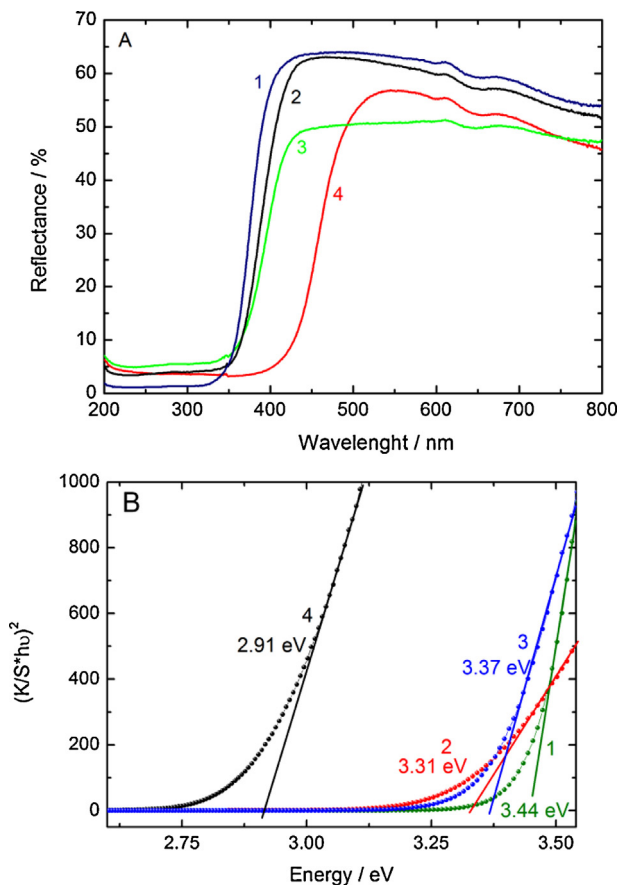 A
Reflectance / %
70
60
50
40
30
20
10
0
1
2
3
4
200 300 400 500 600 700 800
Wavelenght / nm
B
(K/S*hυ)²
1000
800
600
400
200
0
4
2.91 eV
3
3.37 eV
2
3.31 eV
1
3.44 eV
2.75 3.00 3.25 3.50
Energy / eV